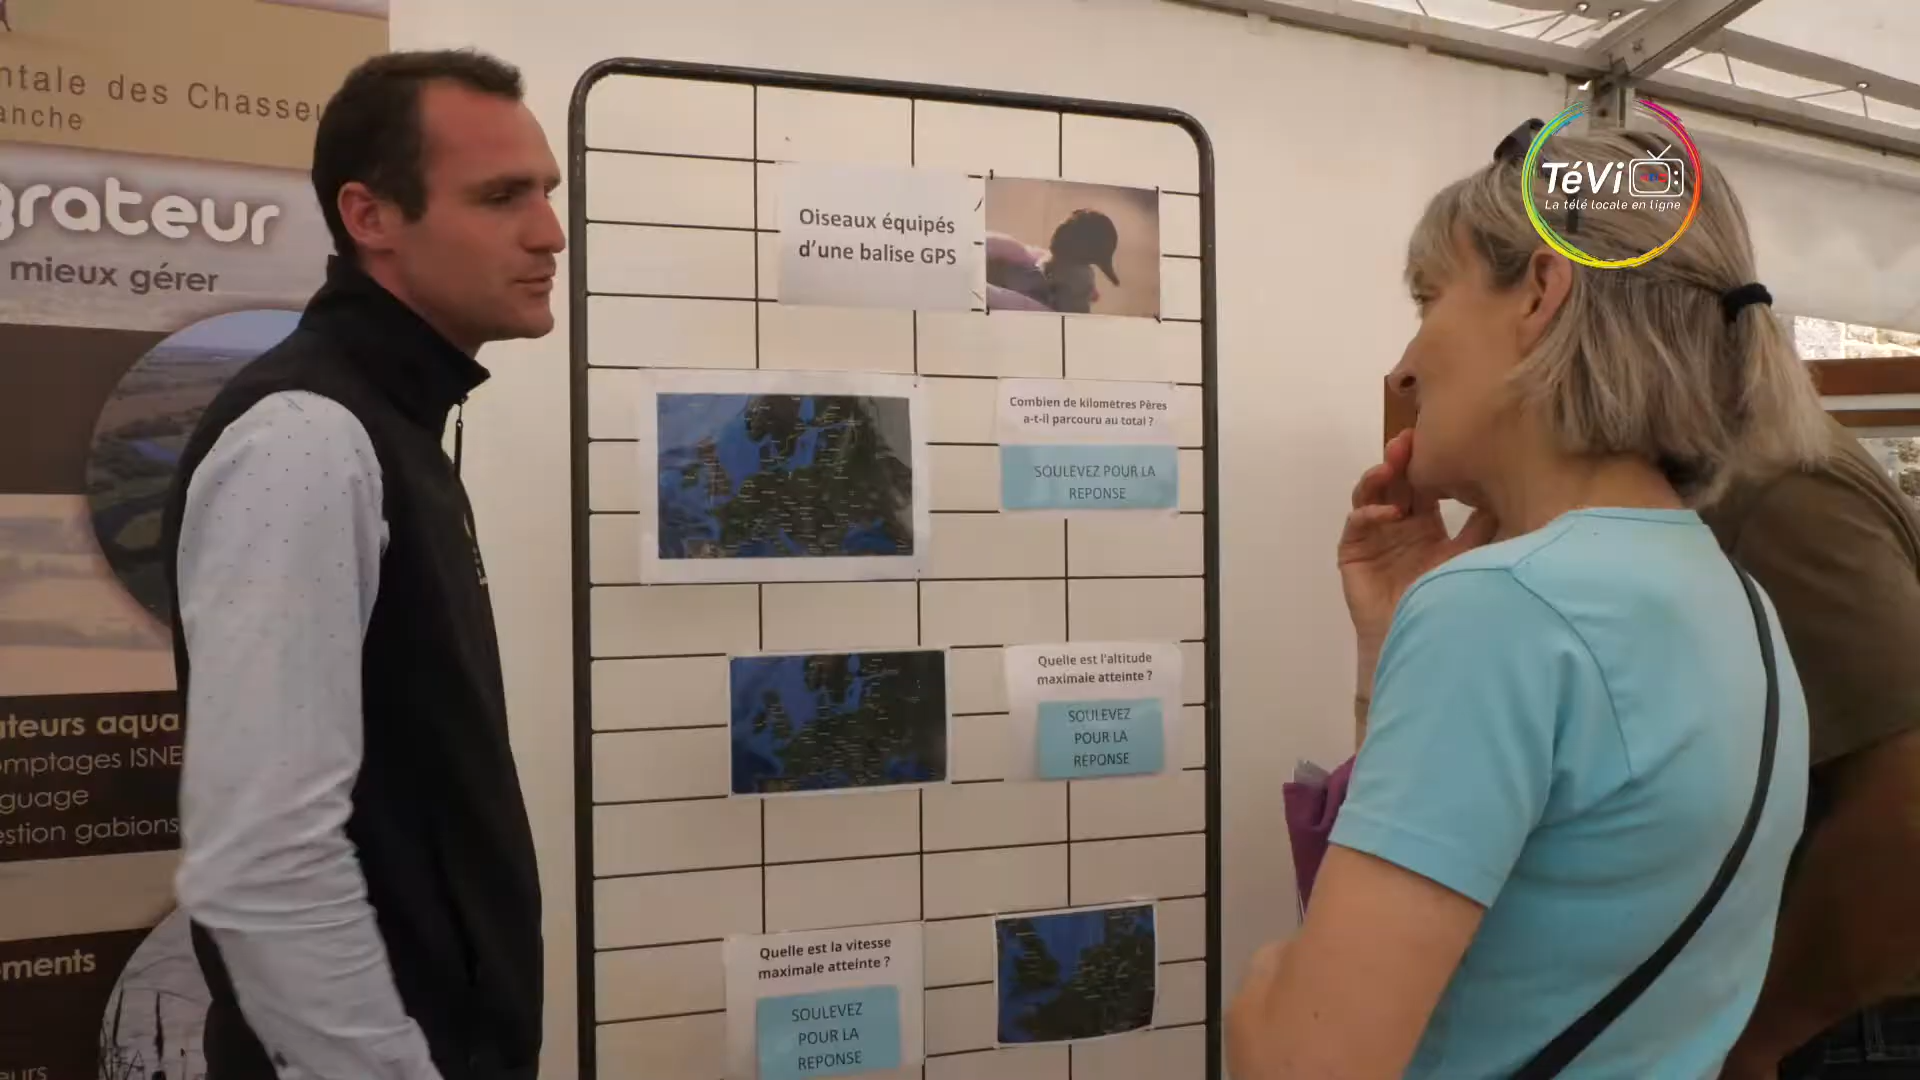 ntale des Chasseu
anche
grateur
mieux gérer
ateurs aqua
omptages ISNE
guage
estion gabions
ments
eurs
Oiseaux équipés
d'une balise GPS
Combien de kilomètres Pères
a-t-il parcouru au total ?
SOULEVEZ POUR LA
REPONSE
Quelle est l'altitude
maximale atteinte ?
SOULEVEZ
POUR LA
REPONSE
Quelle est la vitesse
maximale atteinte ?
SOULEVEZ
POUR LA
REPONSE
TéVi
La télé locale en ligne